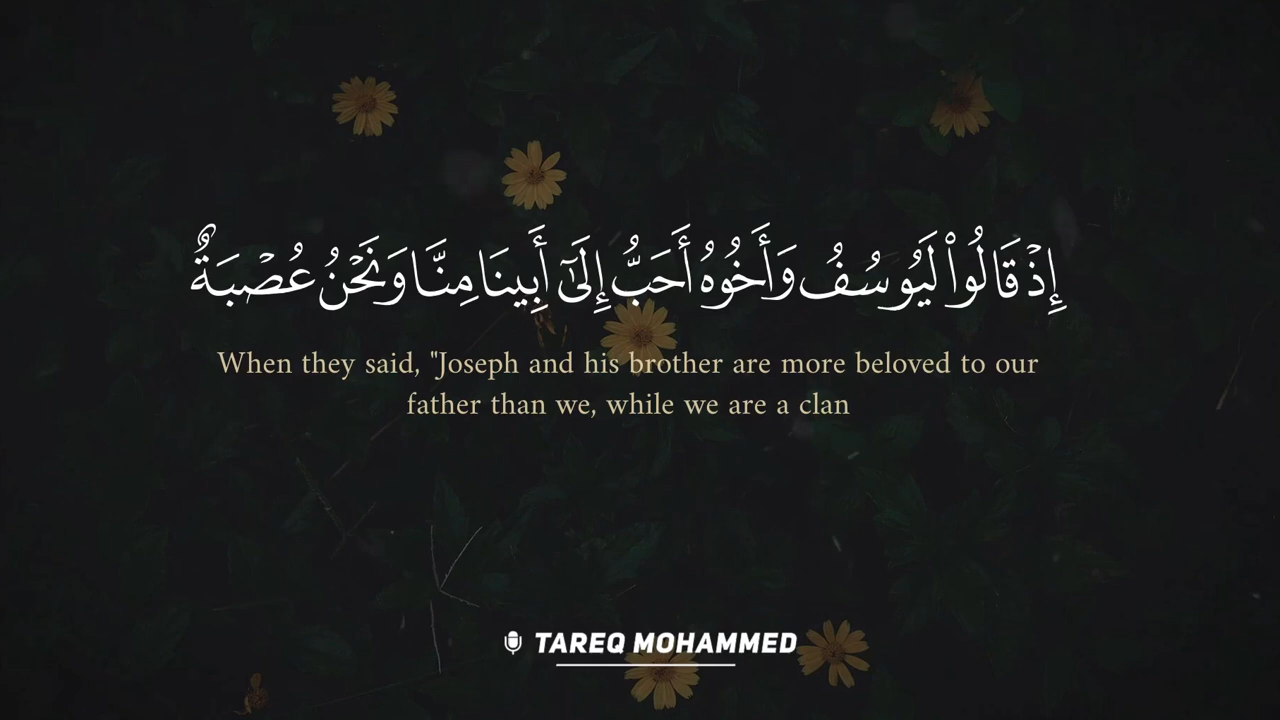 إِذْ قَالُوا۟ لَيُوسُفُ وَأَخُوهُ أَحَبُّ إِلَىٰٓ أَبِينَا مِنَّا وَنَحْنُ عُصْبَةٌ
When they said, "Joseph and his brother are more beloved to our
father than we, while we are a clan
TAREQ MOHAMMED